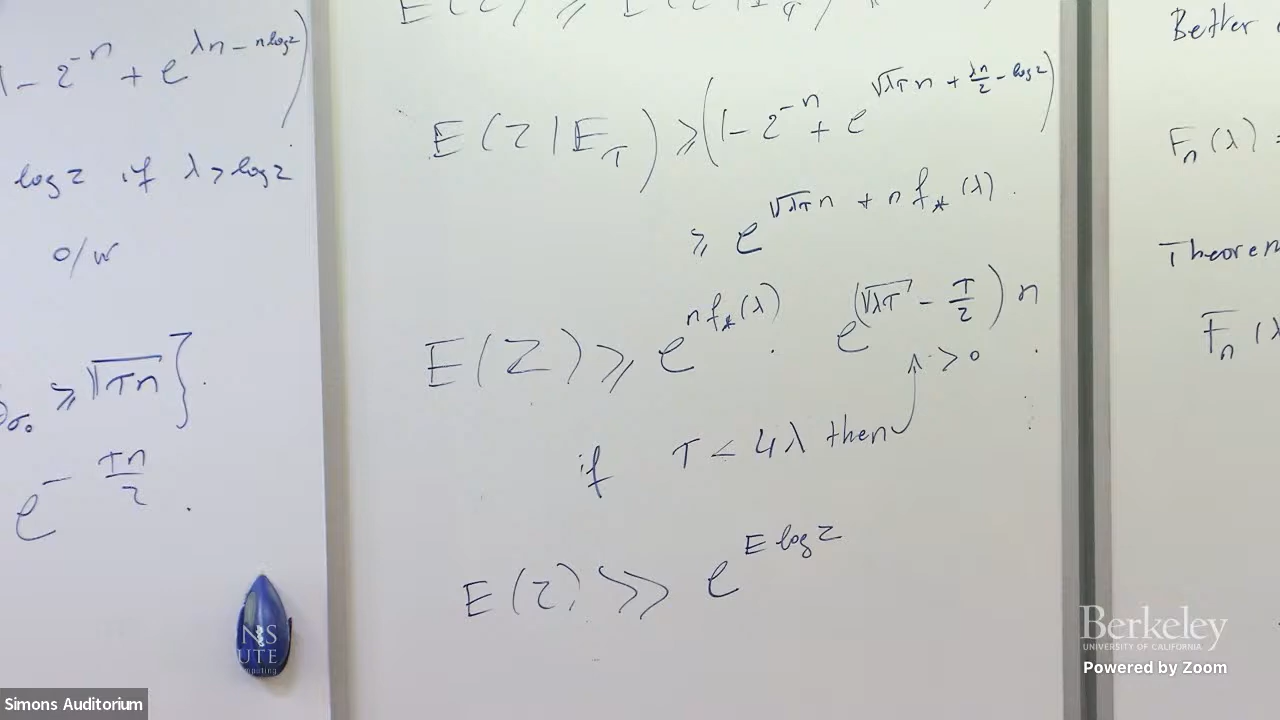 1 - 2^{-n} + e^{λn - n log 2})
log 2 if λ > log 2
o/w
σ_0 ≥ √(τn) }.
e^{-τn/2}.
E(Z) ≥ E(Z|E_τ)
E(Z|E_τ) ≥ (1 - 2^{-n} + e^{√(λτ) n + λn/2 - log 2})
≥ e^{√(λτ) n + n f_*(λ)}.
E(Z) ≥ e^{n f_*(λ)} · e^{(√(λτ) - τ/2) n}.
> 0
if τ < 4λ then
E(Z) >> e^{E log Z}
Better
F_n(λ) =
Theorem
F_n(λ
Simons Auditorium
Berkeley
UNIVERSITY OF CALIFORNIA
Powered by Zoom